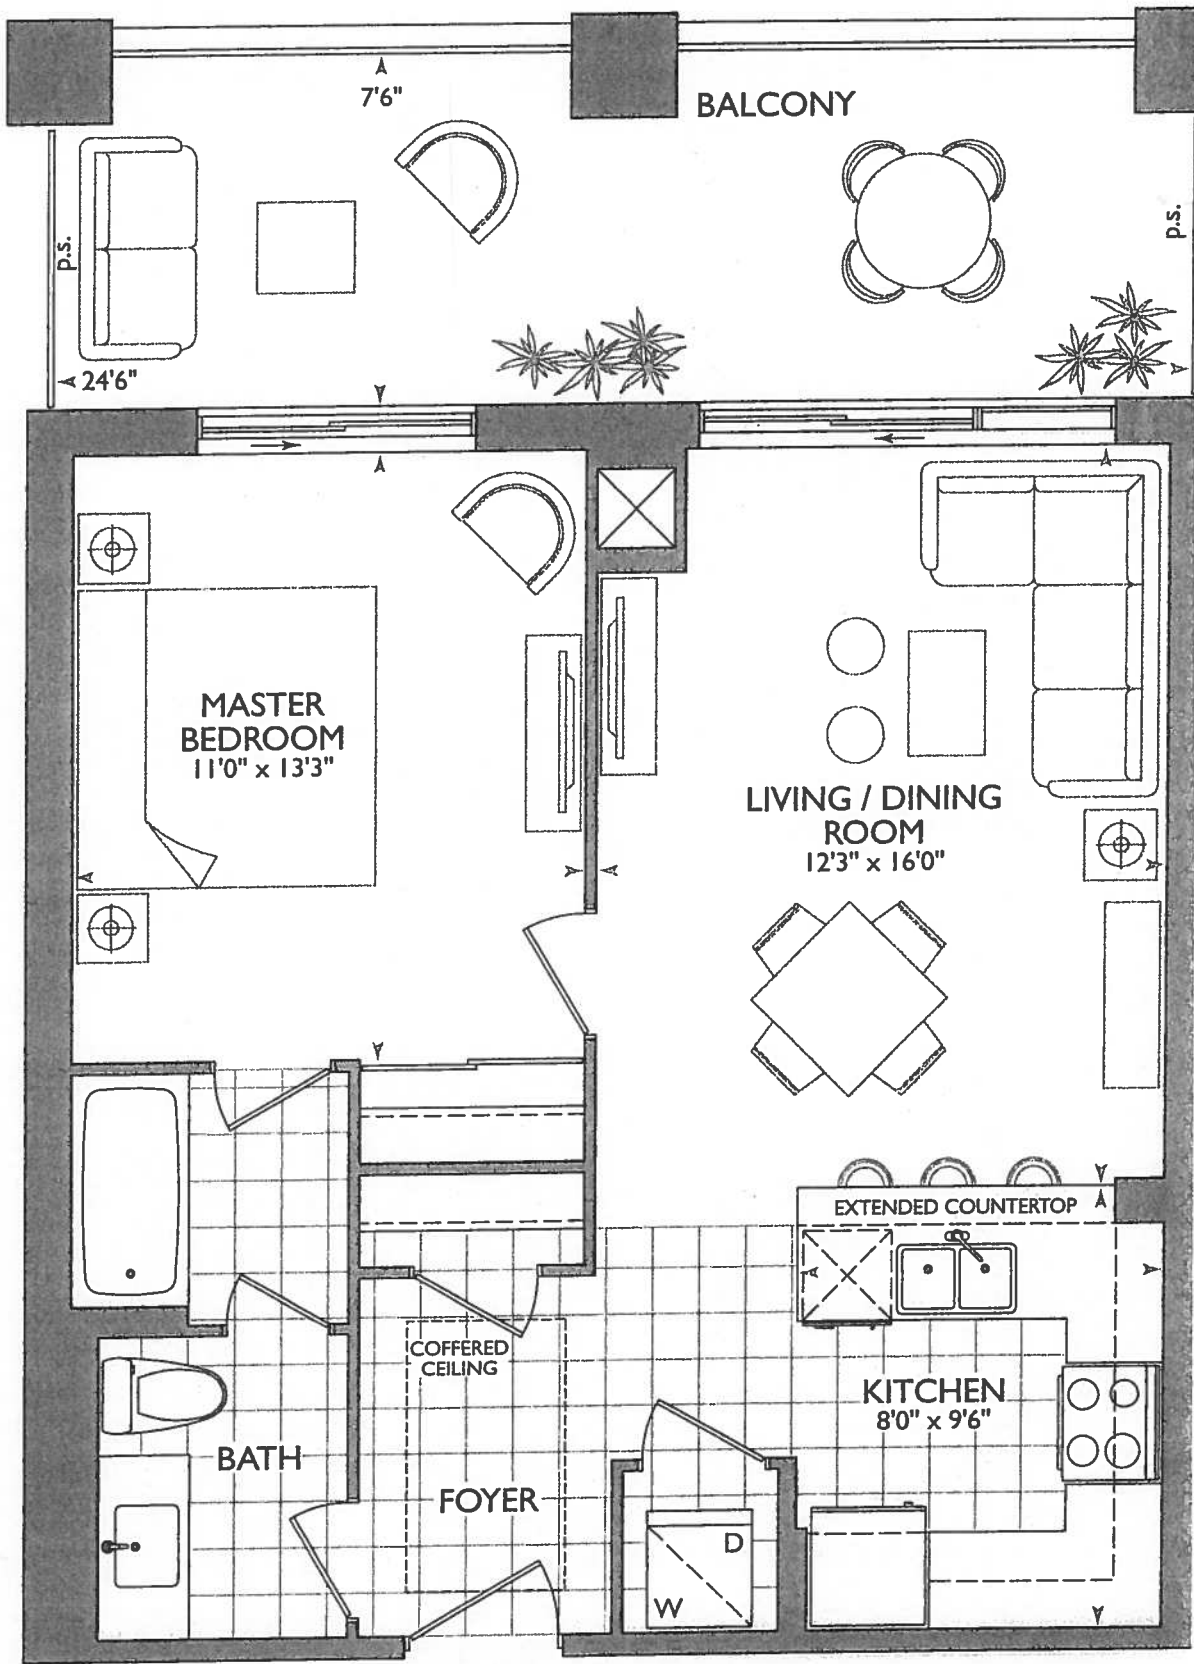 7'6"
BALCONY
p.s.
p.s.
24'6"
MASTER
BEDROOM
11'0" x 13'3"
LIVING / DINING
ROOM
12'3" x 16'0"
EXTENDED COUNTERTOP
COFFERED
CEILING
KITCHEN
8'0" x 9'6"
BATH
FOYER
D
W